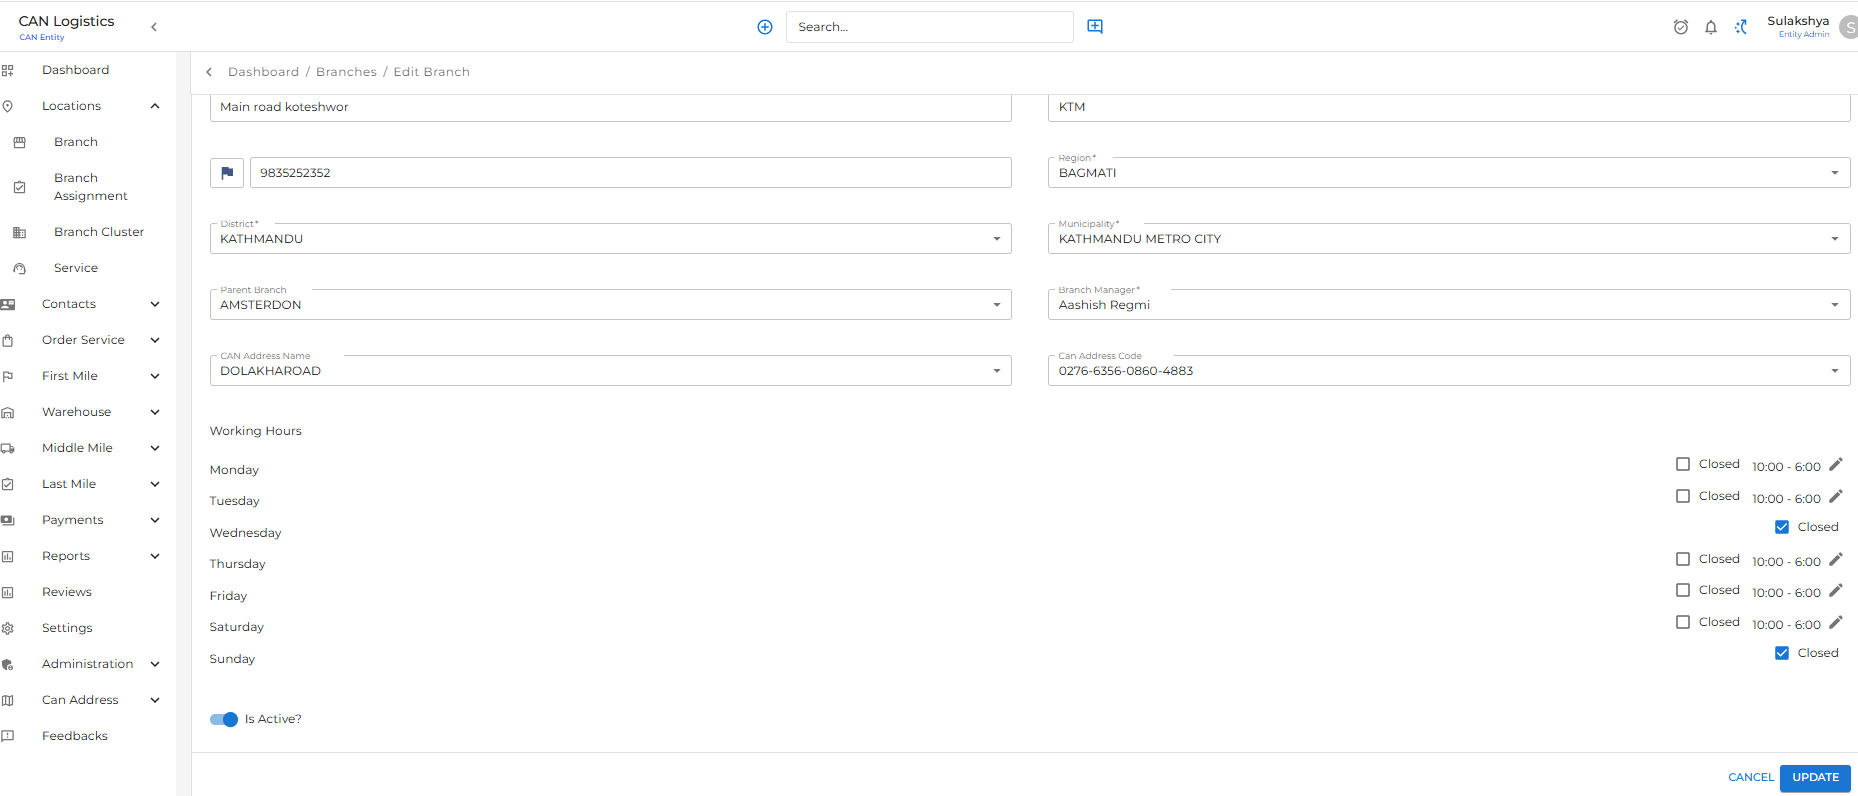 CAN Logistics
CAN Entity
Search...
Sulakshya
Entity Admin
S
Dashboard
Locations
Branch
Branch
Assignment
Branch Cluster
Service
Contacts
Order Service
First Mile
Warehouse
Middle Mile
Last Mile
Payments
Reports
Reviews
Settings
Administration
Can Address
Feedbacks
Dashboard / Branches / Edit Branch
Main road koteshwor
KTM
9835252352
Region*
BAGMATI
District*
KATHMANDU
Municipality*
KATHMANDU METRO CITY
Parent Branch
AMSTERDON
Branch Manager*
Aashish Regmi
CAN Address Name
DOLAKHAROAD
Can Address Code
0276-6356-0860-4883
Working Hours
Monday Closed 10:00 - 6:00
Tuesday Closed 10:00 - 6:00
Wednesday Closed
Thursday Closed 10:00 - 6:00
Friday Closed 10:00 - 6:00
Saturday Closed 10:00 - 6:00
Sunday Closed
Is Active?
CANCEL UPDATE